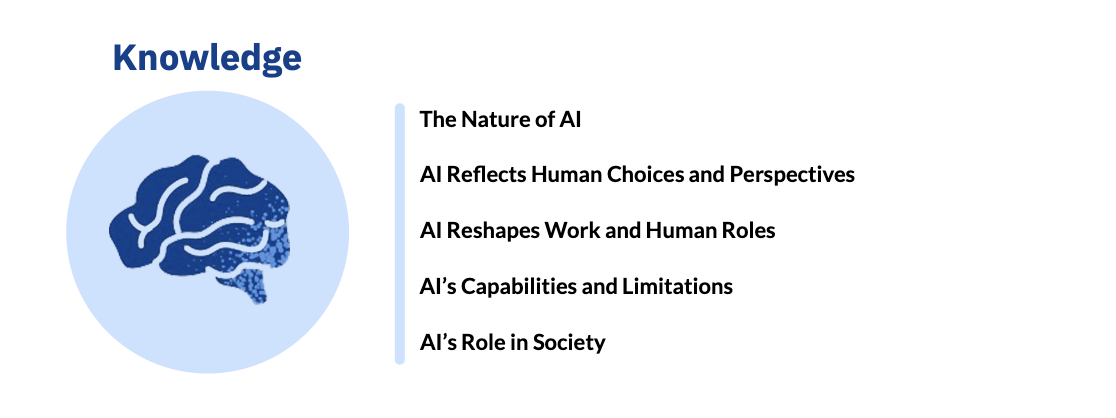 Knowledge
The Nature of AI
AI Reflects Human Choices and Perspectives
AI Reshapes Work and Human Roles
AI’s Capabilities and Limitations
AI’s Role in Society